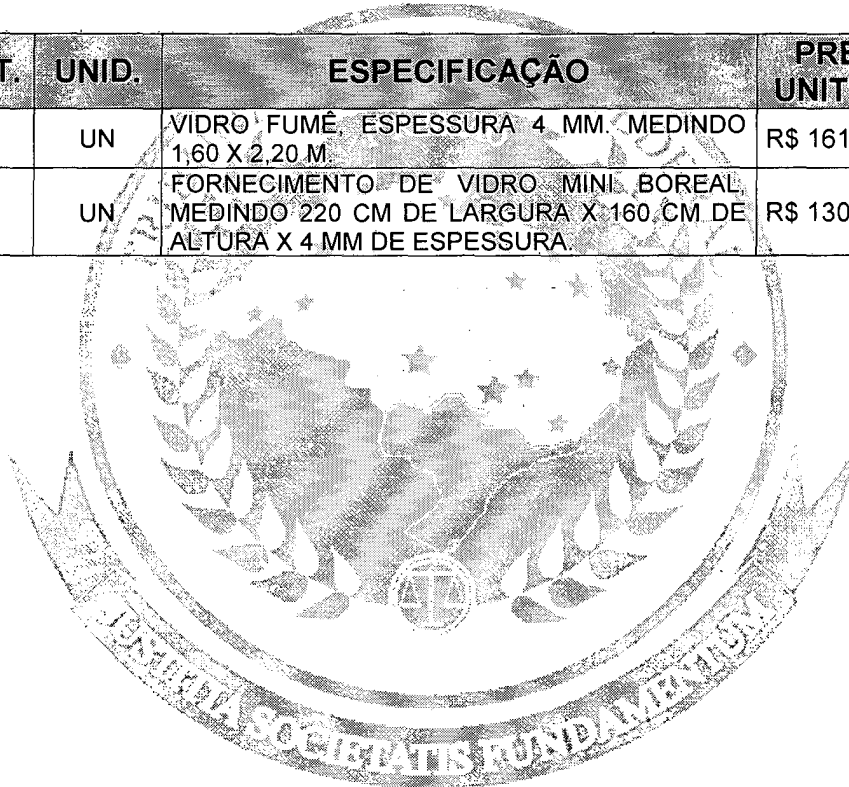 T. UNID. ESPECIFICAÇÃO PRE
UNIT
UN VIDRO FUMÊ, ESPESSURA 4 MM. MEDINDO R$ 161
1,60 X 2,20 M.
FORNECIMENTO DE VIDRO MINI BOREAL,
UN MEDINDO 220 CM DE LARGURA X 160 CM DE R$ 130
ALTURA X 4 MM DE ESPESSURA.
JUSTITIA SOCIETATIS FUNDAMENTUM